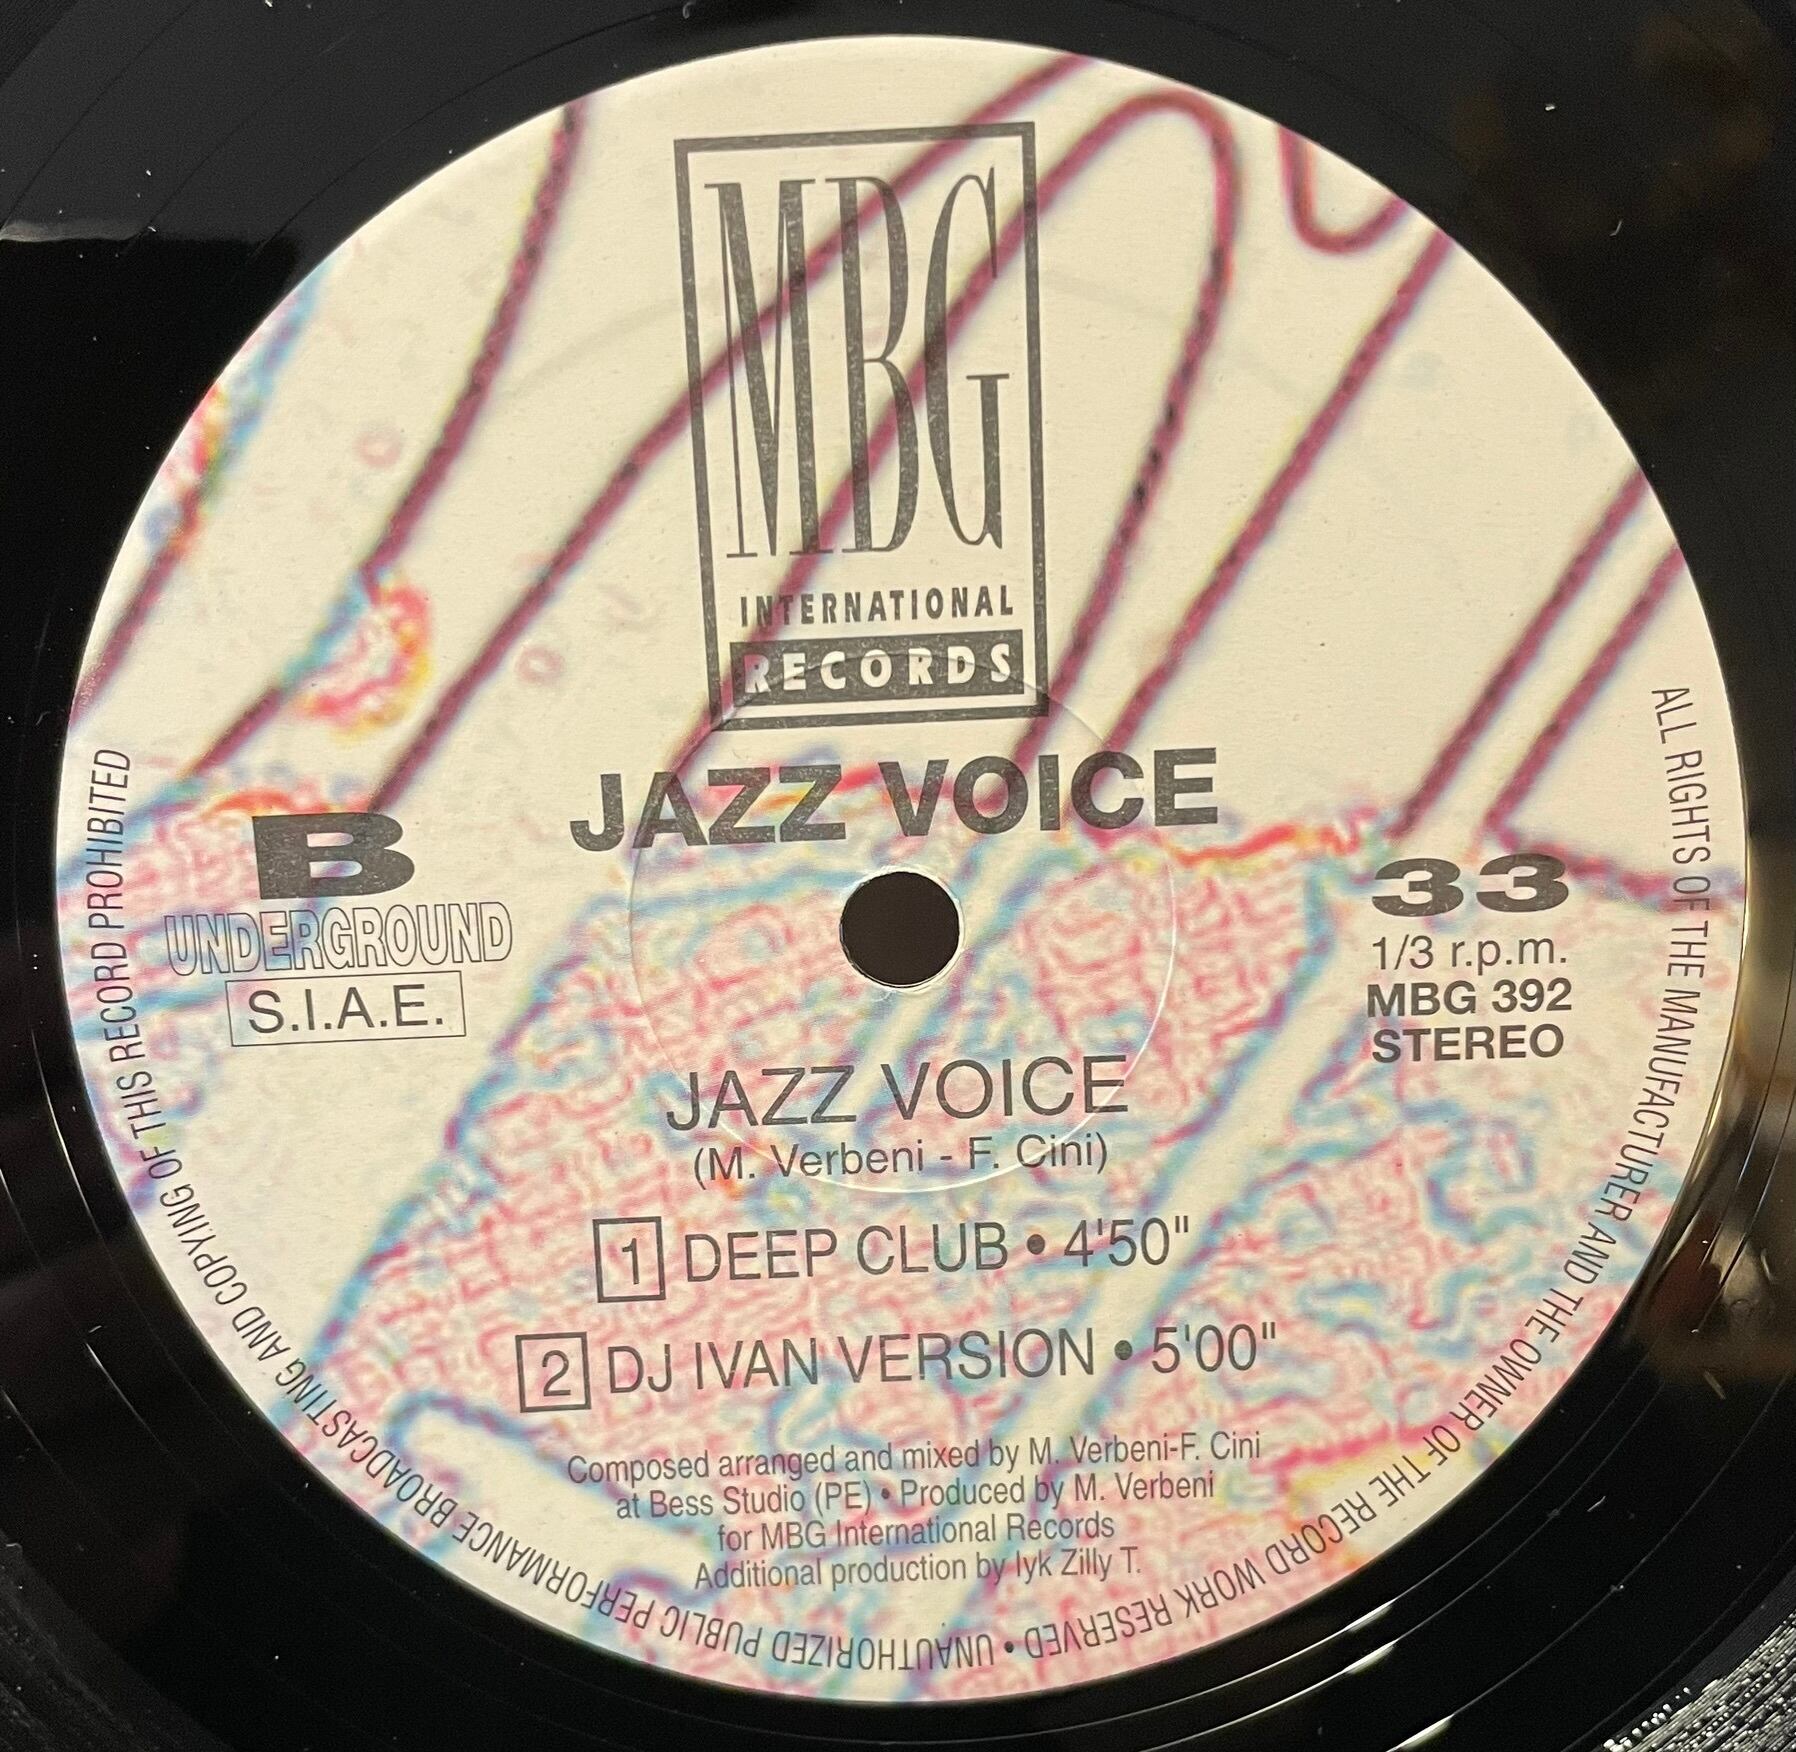 MBG
INTERNATIONAL
RECORDS
JAZZ VOICE
B
UNDERGROUND
S.I.A.E.
33
1/3 r.p.m.
MBG 392
STEREO
JAZZ VOICE
(M. Verbeni - F. Cini)
1 DEEP CLUB • 4'50"
2 DJ IVAN VERSION • 5'00"
Composed arranged and mixed by M. Verbeni-F. Cini
at Bess Studio (PE) • Produced by M. Verbeni
for MBG International Records
Additional production by Iyk Zilly T.
ALL RIGHTS OF THE MANUFACTURER AND THE OWNER OF THE RECORD WORK RESERVED • UNAUTHORIZED PUBLIC PERFORMANCE BROADCASTING AND COPYING OF THIS RECORD PROHIBITED